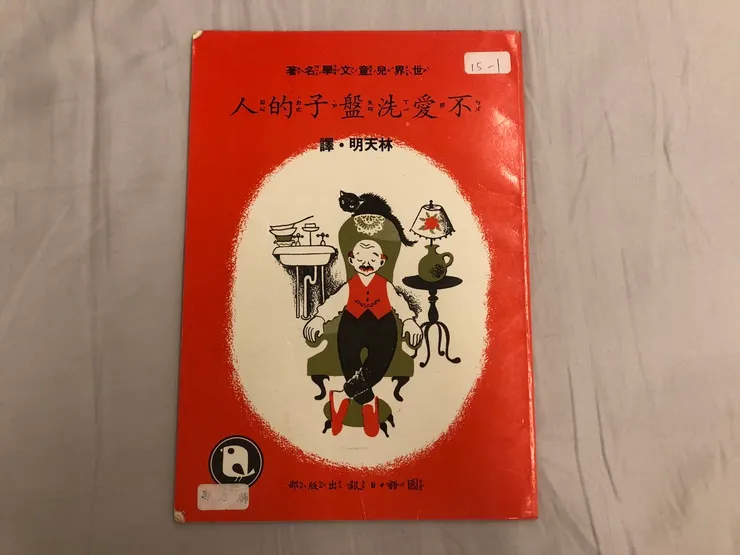 15-1
世界兒童文學名著
不愛洗盤子的人
林天明・譯
國語日報出版部